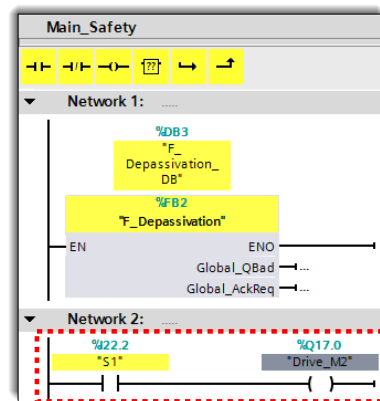 Main_Safety
??
Network 1: .....
%DB3
"F_
Depassivation_
DB"
%FB2
"F_Depassivation"
EN ENO
Global_QBad ...
Global_AckReq ...
Network 2: .....
%I22.2 %Q17.0
"S1" "Drive_M2"